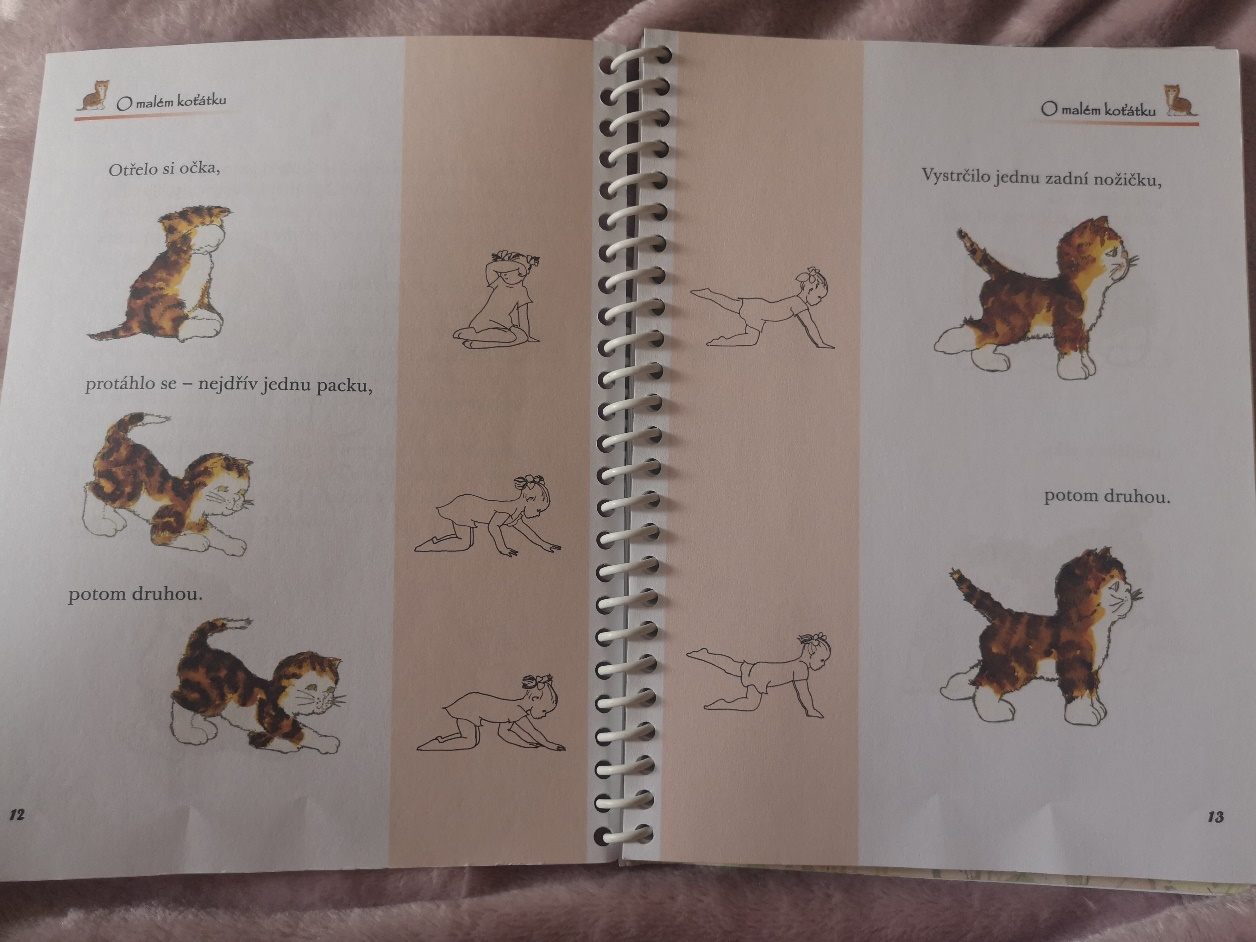 O malém koťátku
Otřelo si očka,
protáhlo se – nejdřív jednu packu,
potom druhou.
12
O malém koťátku
Vystrčilo jednu zadní nožičku,
potom druhou.
13